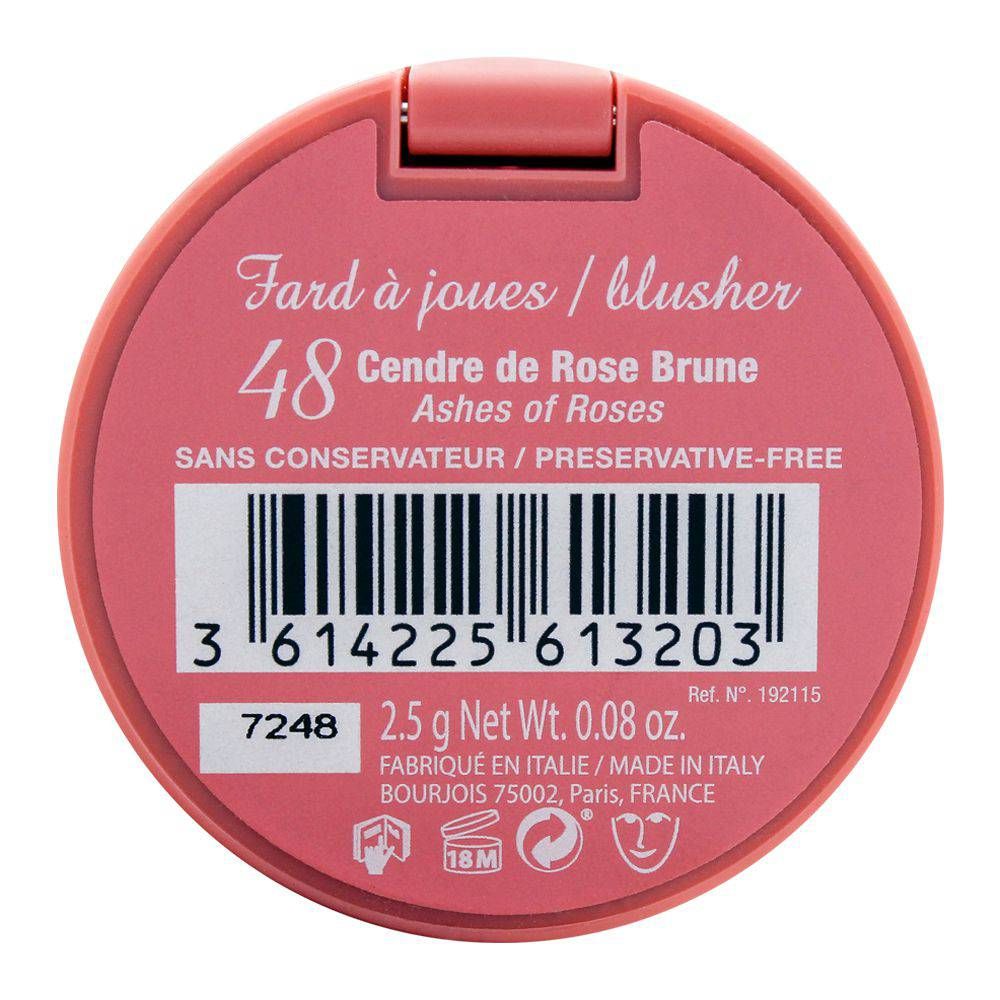 Fard à joues / blusher
48 Cendre de Rose Brune
Ashes of Roses
SANS CONSERVATEUR / PRESERVATIVE-FREE
3 614225 613203
Ref. N°. 192115
7248
2.5 g Net Wt. 0.08 oz.
FABRIQUÉ EN ITALIE / MADE IN ITALY
BOURJOIS 75002, Paris, FRANCE
18M
®